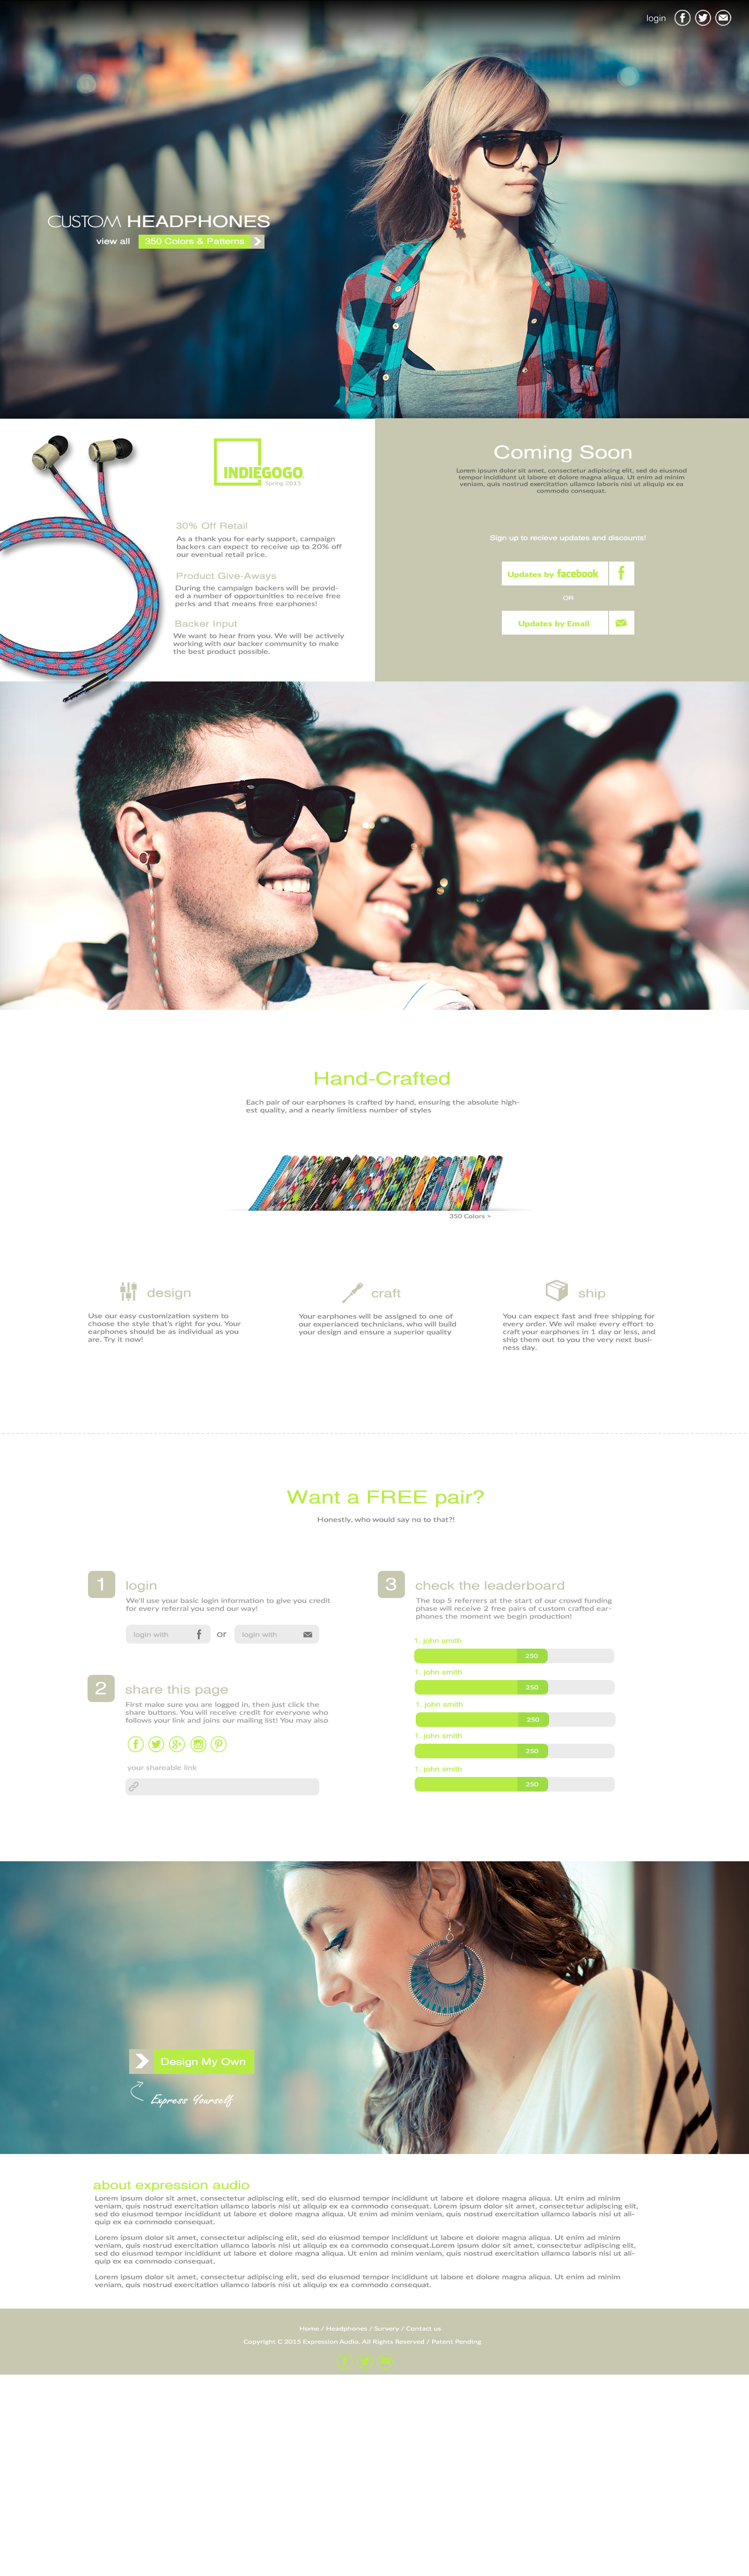 login
CUSTOM HEADPHONES
view all 350 Colors & Patterns
INDIEGOGO
Spring 2015
30% Off Retail
As a thank you for early support, campaign
backers can expect to receive up to 20% off
our eventual retail price.
Product Give-Aways
During the campaign backers will be provid-
ed a number of opportunities to receive free
perks and that means free earphones!
Backer Input
We want to hear from you. We will be actively
working with our backer community to make
the best product possible.
Coming Soon
Lorem ipsum dolor sit amet, consectetur adipiscing elit, sed do eiusmod
tempor incididunt ut labore et dolore magna aliqua. Ut enim ad minim
veniam, quis nostrud exercitation ullamco laboris nisi ut aliquip ex ea
commodo consequat.
Sign up to recieve updates and discounts!
Updates by facebook
OR
Updates by Email
Hand-Crafted
Each pair of our earphones is crafted by hand, ensuring the absolute high-
est quality, and a nearly limitless number of styles
350 Colors >
design
Use our easy customization system to
choose the style that's right for you. Your
earphones should be as individual as you
are. Try it now!
craft
Your earphones will be assigned to one of
our experianced technicians, who will build
your design and ensure a superior quality
ship
You can expect fast and free shipping for
every order. We wil make every effort to
craft your earphones in 1 day or less, and
ship them out to you the very next busi-
ness day.
Want a FREE pair?
Honestly, who would say no to that?!
1 login
We'll use your basic login information to give you credit
for every referral you send our way!
login with or login with
2 share this page
First make sure you are logged in, then just click the
share buttons. You will receive credit for everyone who
follows your link and joins our mailing list! You may also
your shareable link
3 check the leaderboard
The top 5 referrers at the start of our crowd funding
phase will receive 2 free pairs of custom crafted ear-
phones the moment we begin production!
1. john smith
250
1. john smith
250
1. john smith
250
1. john smith
250
1. john smith
250
Design My Own
Express Yourself
about expression audio
Lorem ipsum dolor sit amet, consectetur adipiscing elit, sed do eiusmod tempor incididunt ut labore et dolore magna aliqua. Ut enim ad minim
veniam, quis nostrud exercitation ullamco laboris nisi ut aliquip ex ea commodo consequat. Lorem ipsum dolor sit amet, consectetur adipiscing elit,
sed do eiusmod tempor incididunt ut labore et dolore magna aliqua. Ut enim ad minim veniam, quis nostrud exercitation ullamco laboris nisi ut ali-
quip ex ea commodo consequat.
Lorem ipsum dolor sit amet, consectetur adipiscing elit, sed do eiusmod tempor incididunt ut labore et dolore magna aliqua. Ut enim ad minim
veniam, quis nostrud exercitation ullamco laboris nisi ut aliquip ex ea commodo consequat.Lorem ipsum dolor sit amet, consectetur adipiscing elit,
sed do eiusmod tempor incididunt ut labore et dolore magna aliqua. Ut enim ad minim veniam, quis nostrud exercitation ullamco laboris nisi ut ali-
quip ex ea commodo consequat.
Lorem ipsum dolor sit amet, consectetur adipiscing elit, sed do eiusmod tempor incididunt ut labore et dolore magna aliqua. Ut enim ad minim
veniam, quis nostrud exercitation ullamco laboris nisi ut aliquip ex ea commodo consequat.
Home / Headphones / Survery / Contact us
Copyright C 2015 Expression Audio. All Rights Reserved / Patent Pending